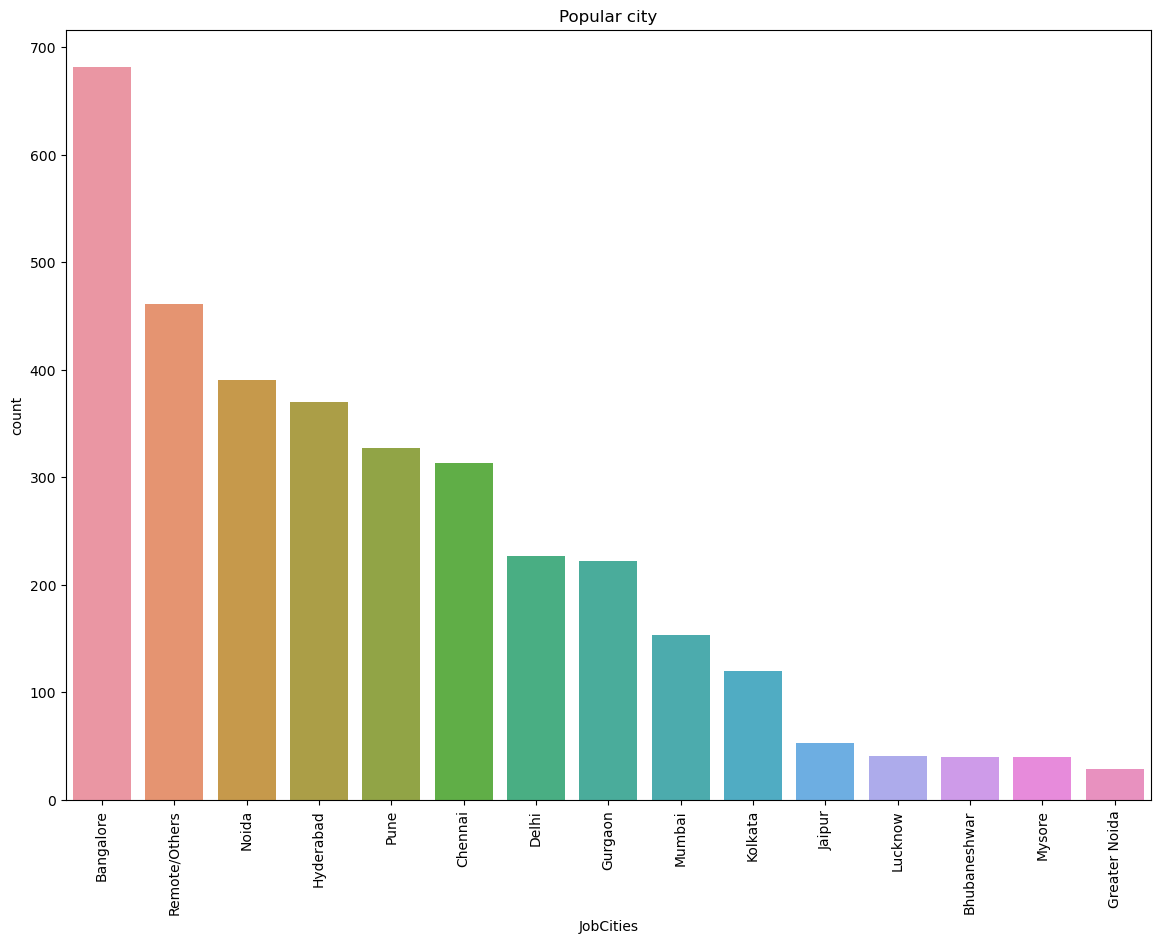 Popular city
700
600
500
400
300
200
100
0
count
Bangalore
Remote/Others
Noida
Hyderabad
Pune
Chennai
Delhi
Gurgaon
Mumbai
Kolkata
Jaipur
Lucknow
Bhubaneshwar
Mysore
Greater Noida
JobCities